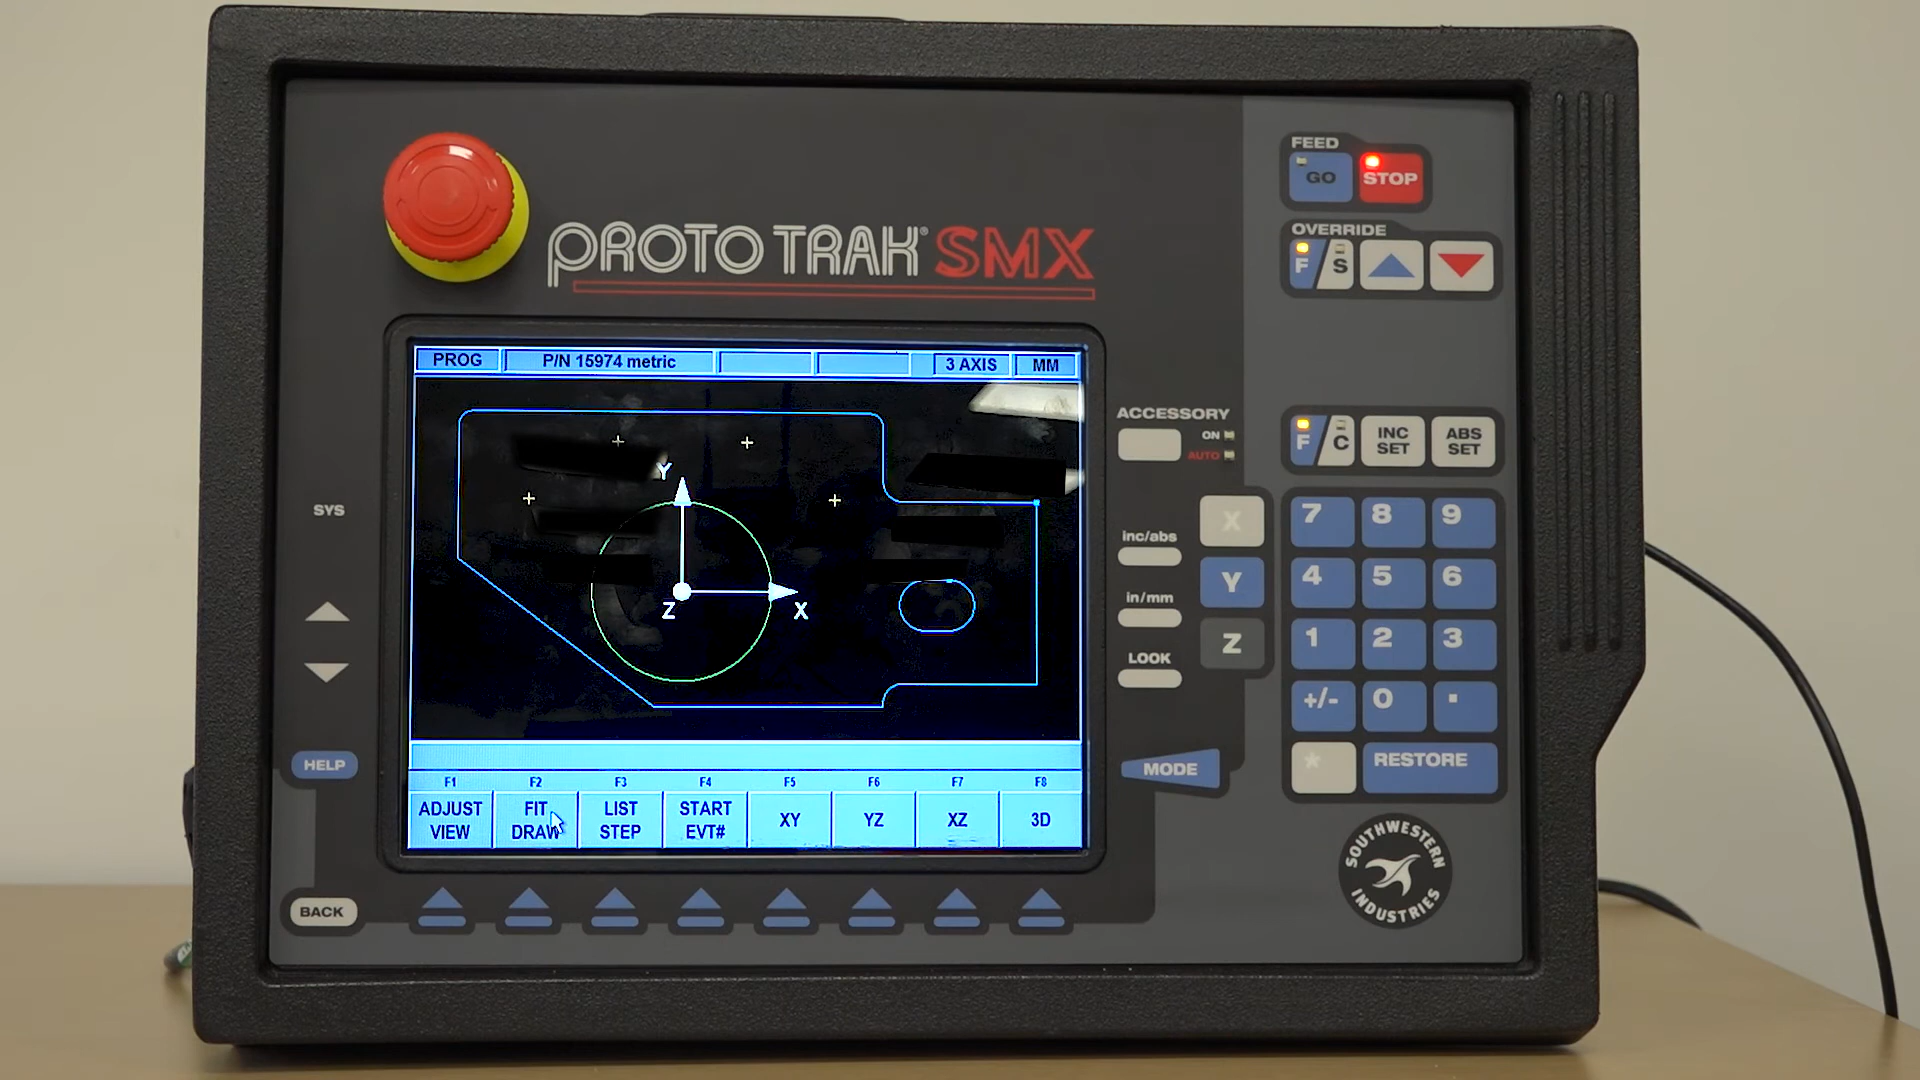 FEED
GO STOP
PROTO TRAK® SMX
OVERRIDE
F S
PROG P/N 15974 metric 3 AXIS MM
ACCESSORY
ON
AUTO
F C INC SET ABS SET
Y
X
Z
SYS
inc/abs
in/mm
LOOK
X
Y
Z
7 8 9
4 5 6
1 2 3
+/- 0 .
* RESTORE
HELP
MODE
F1 F2 F3 F4 F5 F6 F7 F8
ADJUST VIEW
FIT DRAW
LIST STEP
START EVT#
XY
YZ
XZ
3D
SOUTHWESTERN INDUSTRIES
BACK